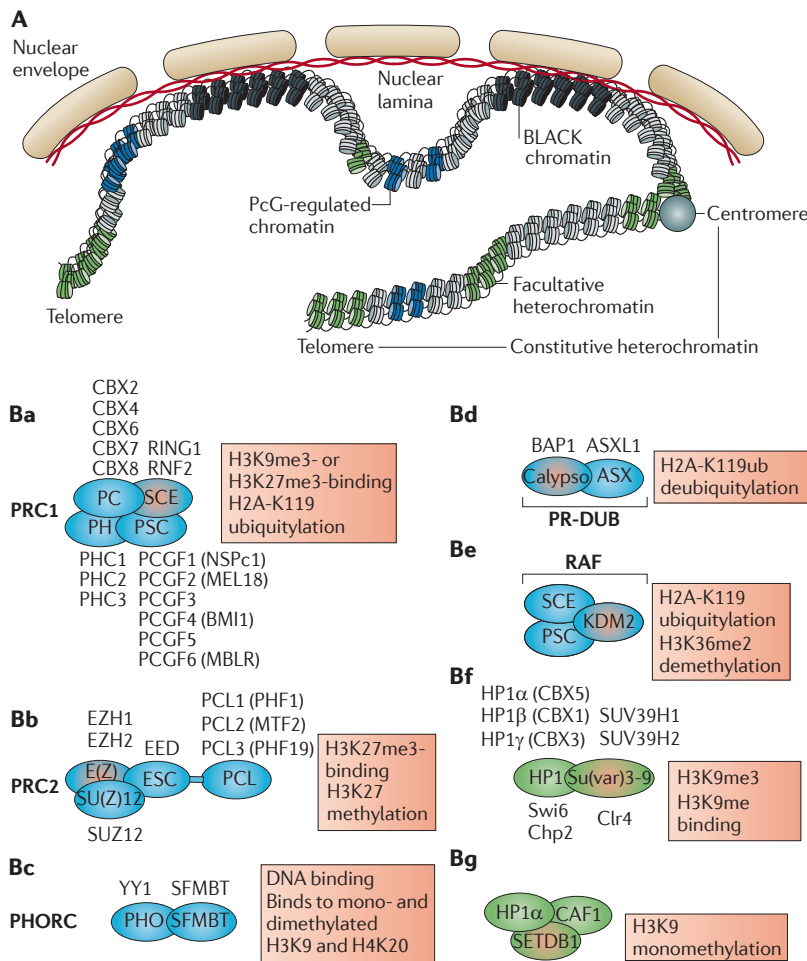 A
Nuclear
envelope
Nuclear
lamina
BLACK
chromatin
PcG-regulated
chromatin
Centromere
Facultative
heterochromatin
Telomere
Telomere
Constitutive heterochromatin
Ba
CBX2
CBX4
CBX6
CBX7 RING1
CBX8 RNF2
PRC1
PC SCE
PH PSC
PHC1 PCGF1 (NSPc1)
PHC2 PCGF2 (MEL18)
PHC3 PCGF3
PCGF4 (BMI1)
PCGF5
PCGF6 (MBLR)
H3K9me3- or
H3K27me3-binding
H2A-K119
ubiquitylation
Bb
EZH1
EZH2
EED
PCL1 (PHF1)
PCL2 (MTF2)
PCL3 (PHF19)
PRC2
E(Z)
SU(Z)12
ESC
PCL
SUZ12
H3K27me3-
binding
H3K27
methylation
Bc
YY1 SFMBT
PHORC
PHO SFMBT
DNA binding
Binds to mono- and
dimethylated
H3K9 and H4K20
Bd
BAP1 ASXL1
Calypso ASX
PR-DUB
H2A-K119ub
deubiquitylation
Be
RAF
SCE
PSC
KDM2
H2A-K119
ubiquitylation
H3K36me2
demethylation
Bf
HP1α (CBX5)
HP1β (CBX1) SUV39H1
HP1γ (CBX3) SUV39H2
HP1 Su(var)3-9
Swi6
Chp2
Clr4
H3K9me3
H3K9me
binding
Bg
HP1α CAF1
SETDB1
H3K9
monomethylation